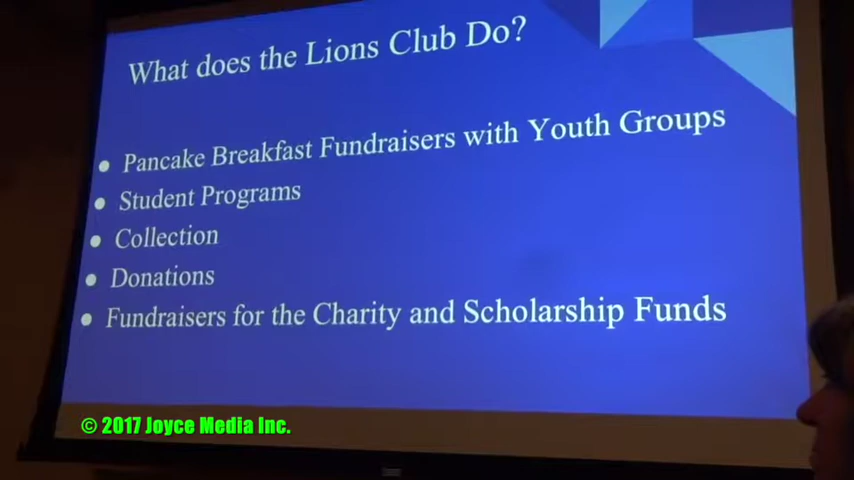 What does the Lions Club Do?
● Pancake Breakfast Fundraisers with Youth Groups
● Student Programs
● Collection
● Donations
● Fundraisers for the Charity and Scholarship Funds
© 2017 Joyce Media Inc.